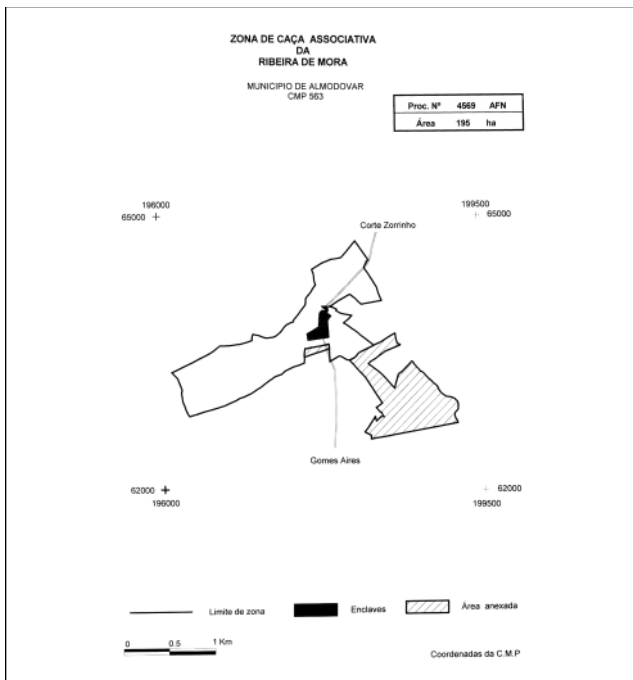 ZONA DE CAÇA ASSOCIATIVA
DA
RIBEIRA DE MORA
MUNICIPIO DE ALMODOVAR
CMP 563
Proc. Nº 4569 AFN
Área 195 ha
196000
65000
199500
65000
Corte Zorrinho
Gomes Aires
62000
196000
62000
199500
Limite de zona
Enclaves
Área anexada
0 0.5 1 Km
Coordenadas da C.M.P